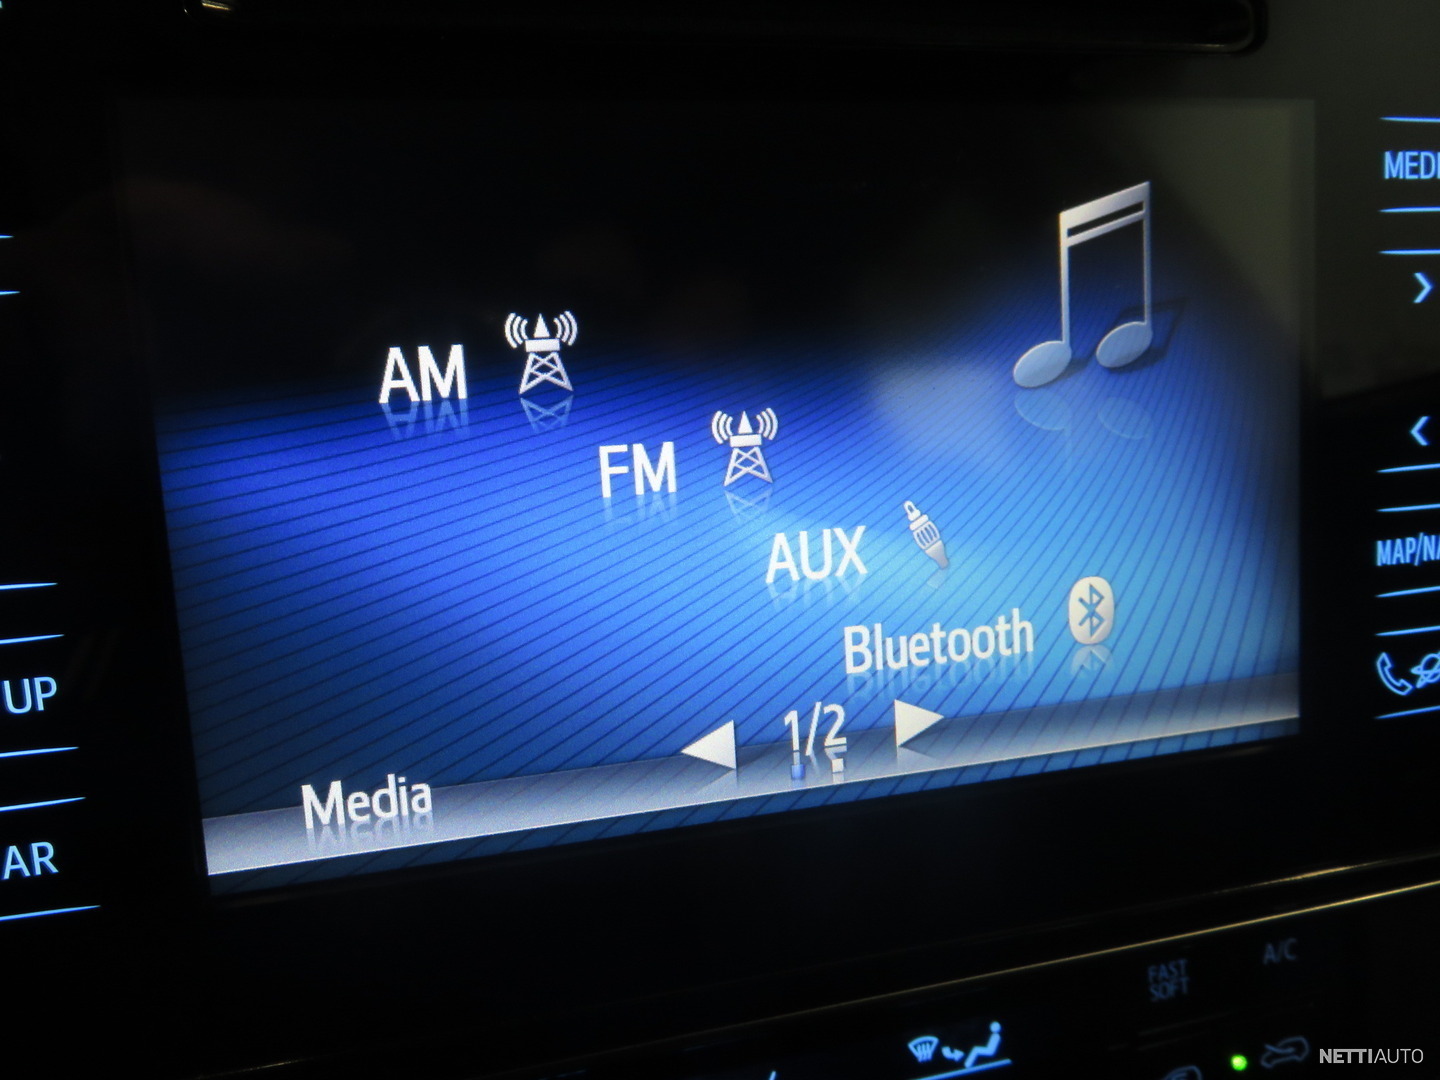 MEDI
AM
FM
AUX
Bluetooth
1/2
Media
MAP/NA
UP
AR
FAST
SOFT
A/C
NETTIAUTO